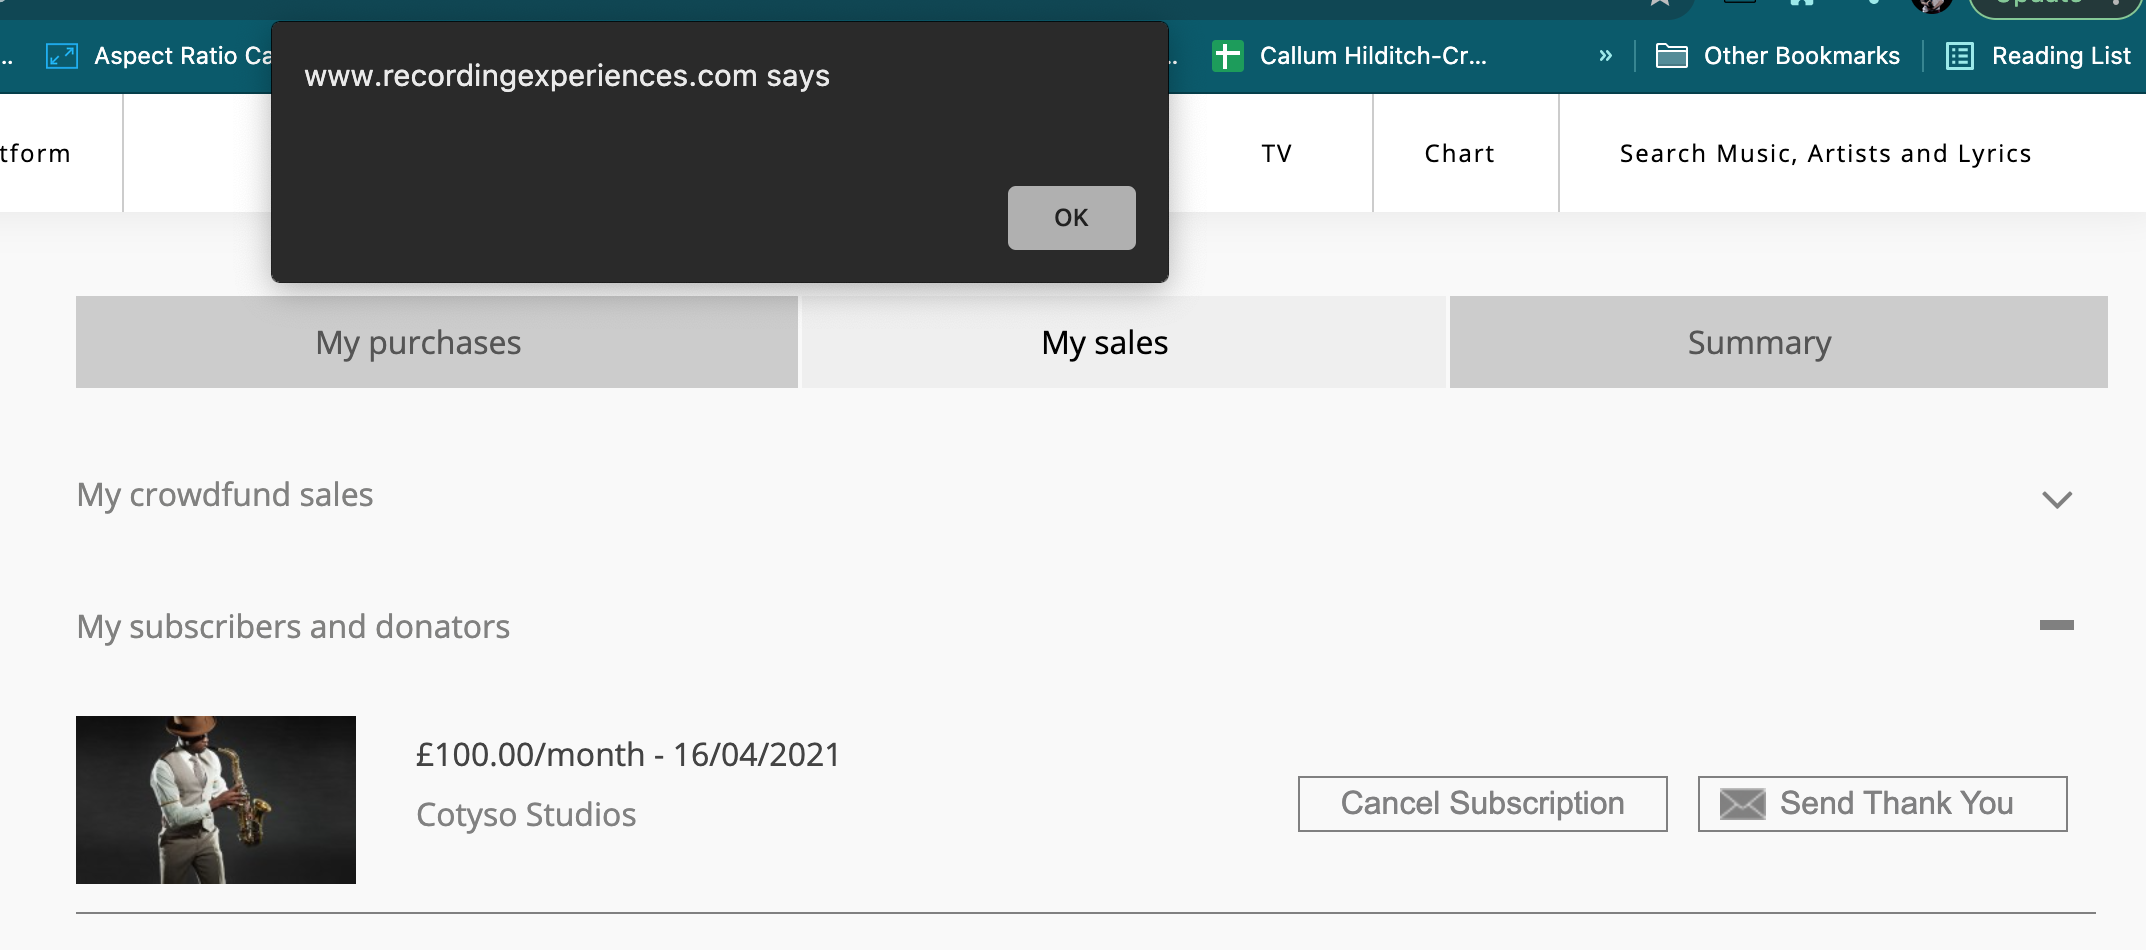 Update
.. Aspect Ratio Ca
.. Callum Hilditch-Cr... » Other Bookmarks Reading List
www.recordingexperiences.com says
OK
tform
TV Chart Search Music, Artists and Lyrics
My purchases My sales Summary
My crowdfund sales
My subscribers and donators
£100.00/month - 16/04/2021
Cotyso Studios
Cancel Subscription Send Thank You